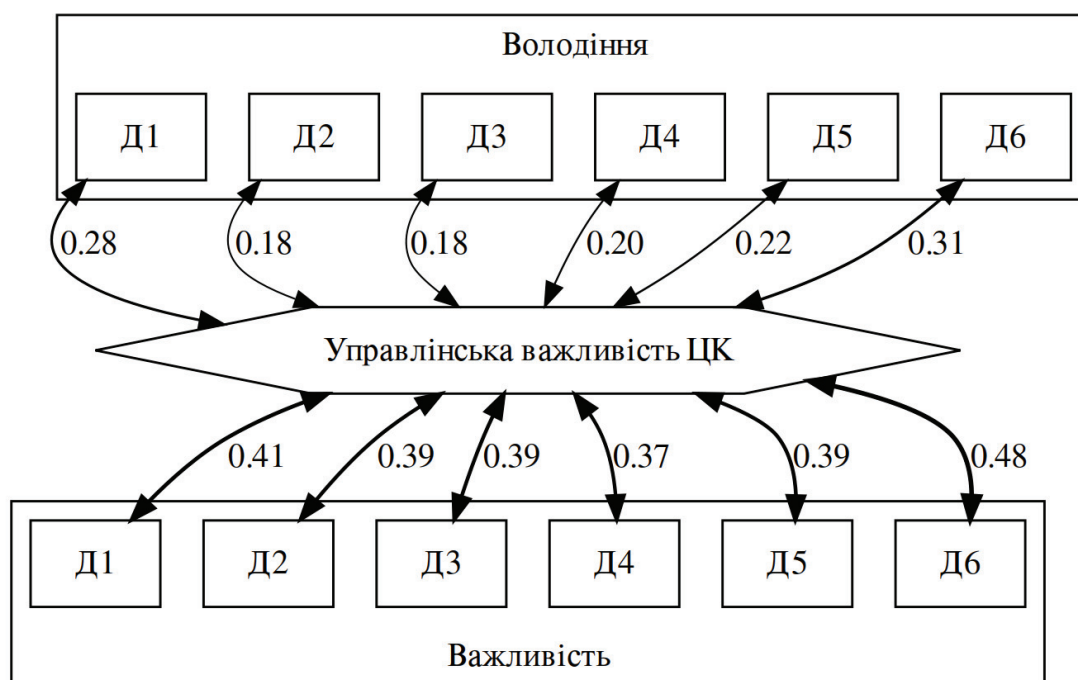 Володіння
Д1 Д2 Д3 Д4 Д5 Д6
0.28 0.18 0.18 0.20 0.22 0.31
Управлінська важливість ЦК
0.41 0.39 0.39 0.37 0.39 0.48
Д1 Д2 Д3 Д4 Д5 Д6
Важливість